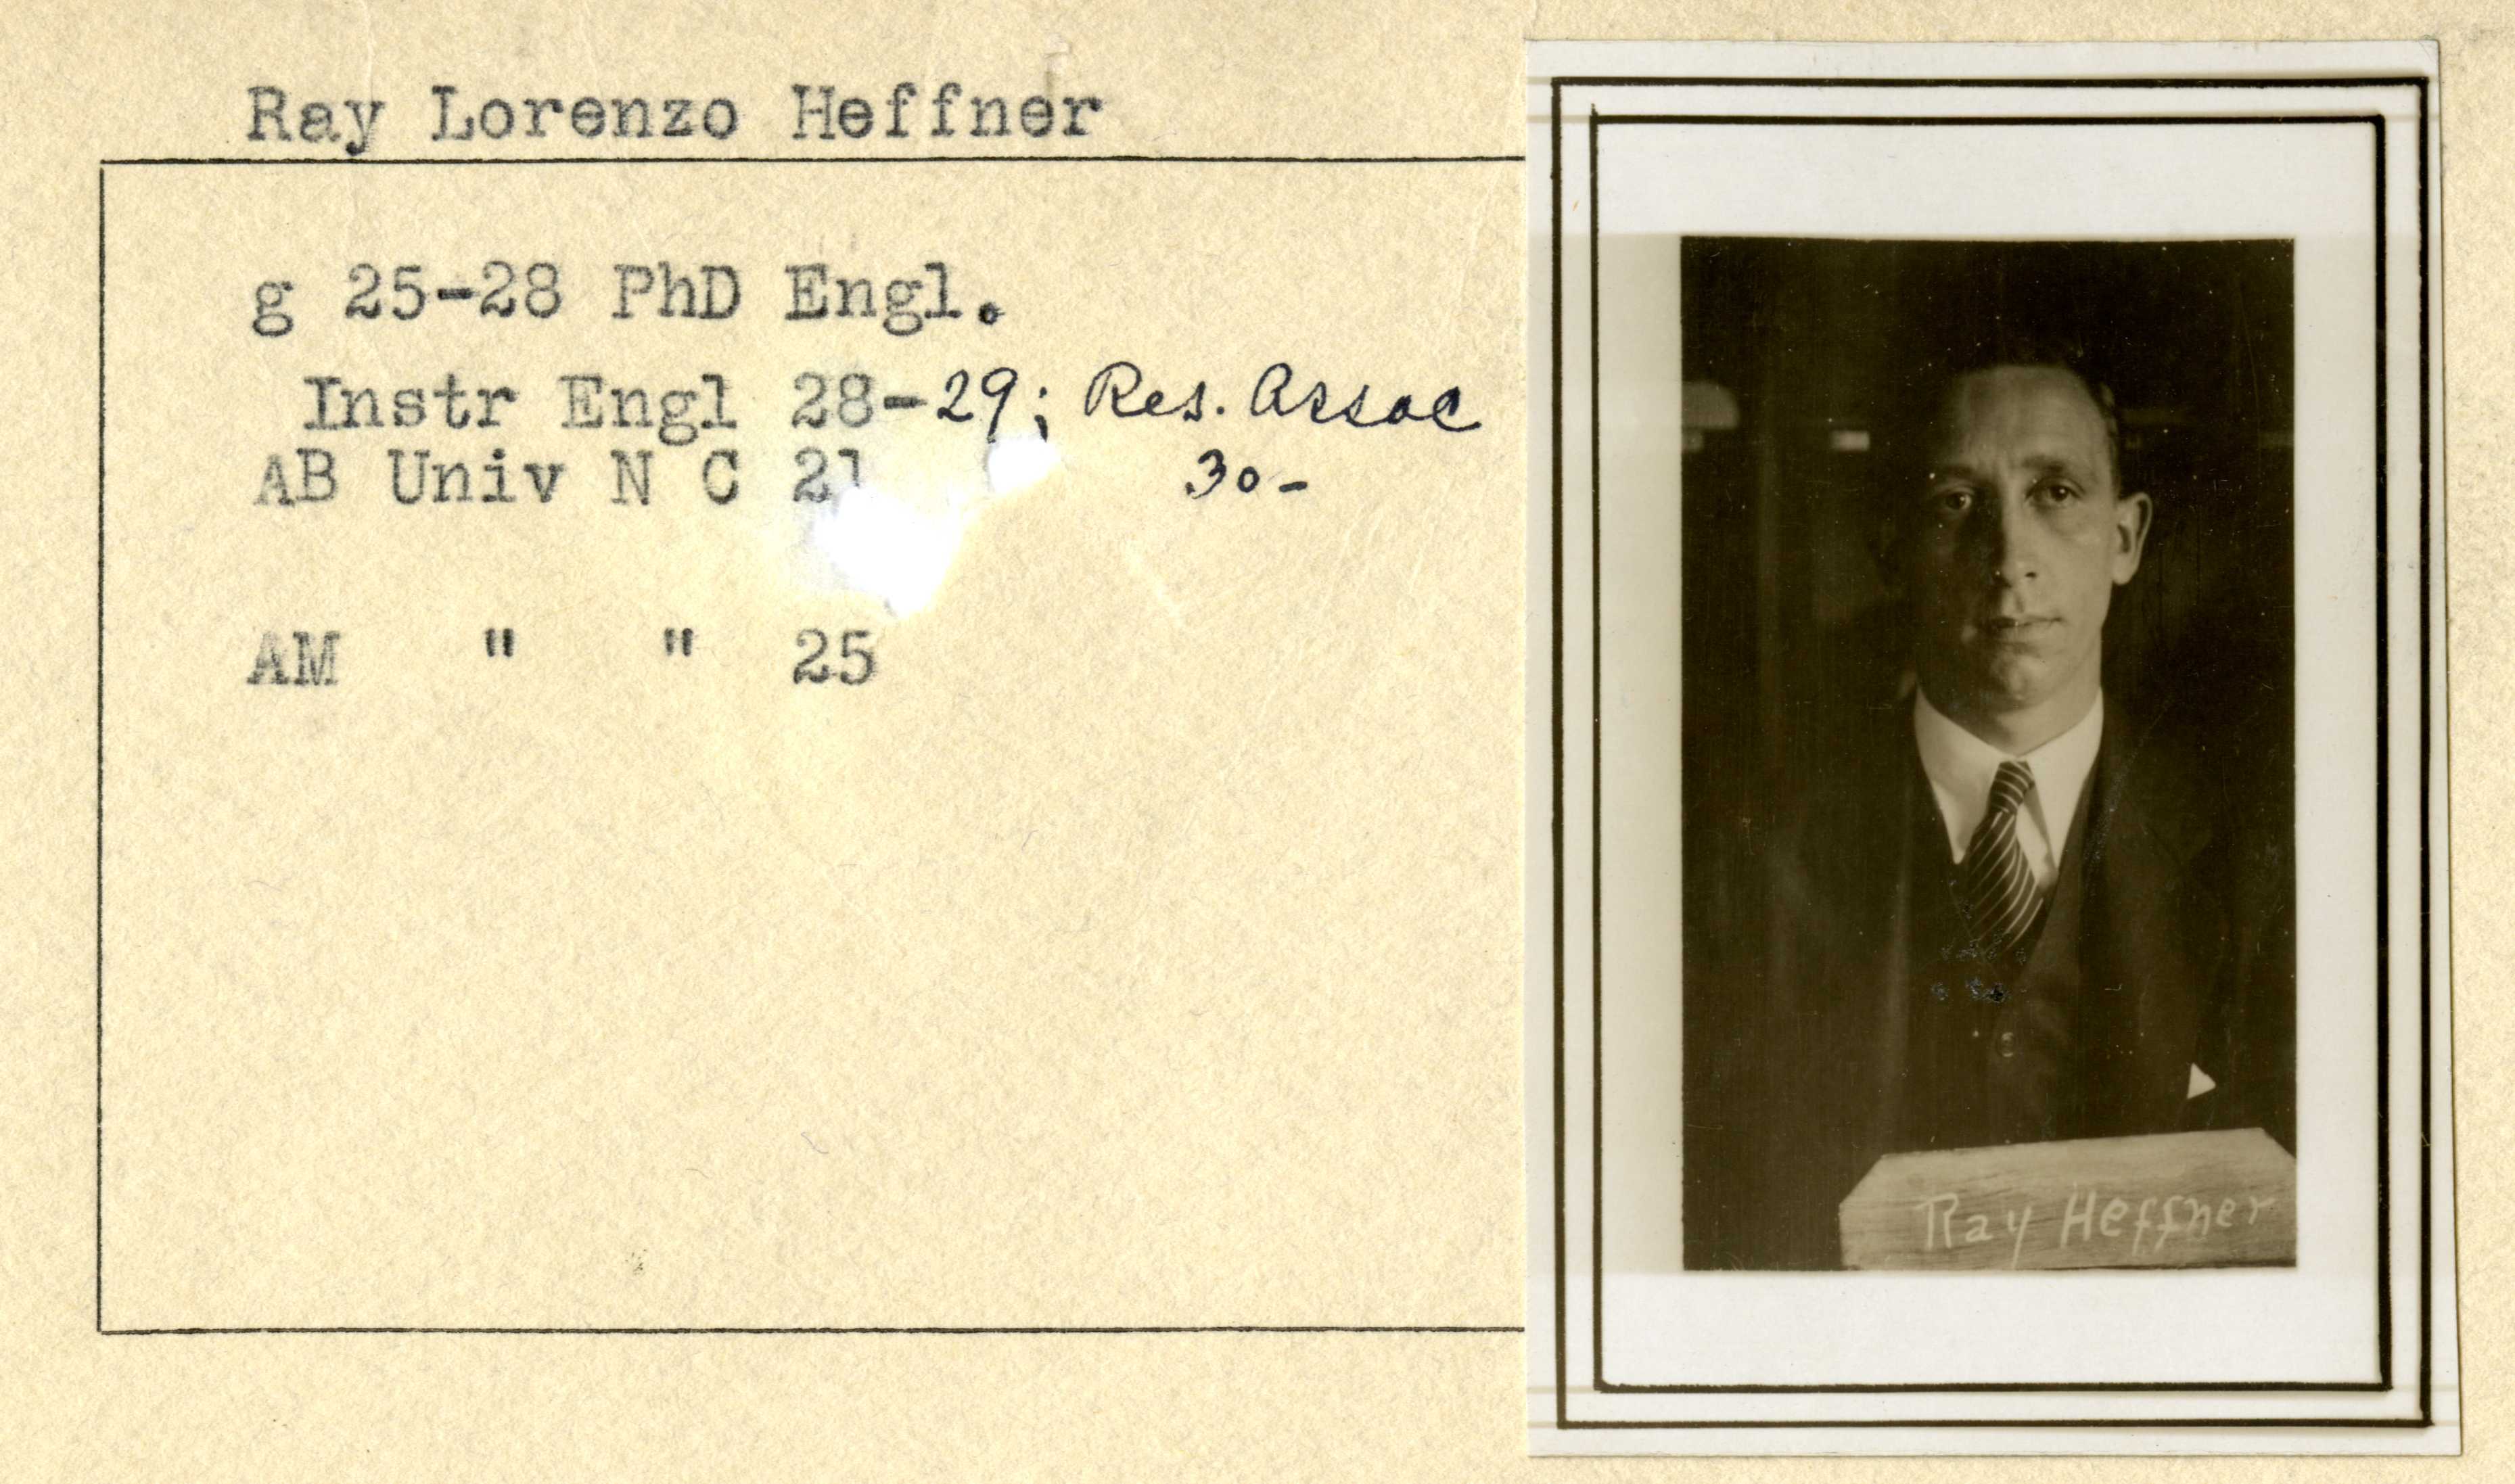 Ray Lorenzo Heffner
g 25-28 PhD Engl.
Instr Engl 28-29; Res. Assoc
AB Univ N C 21
30-
AM " " 25
Ray Heffner